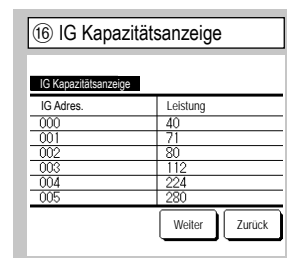 ⑯ IG Kapazitätsanzeige
IG Kapazitätsanzeige
IG Adres. Leistung
000 40
001 71
002 80
003 112
004 224
005 280
Weiter Zurück